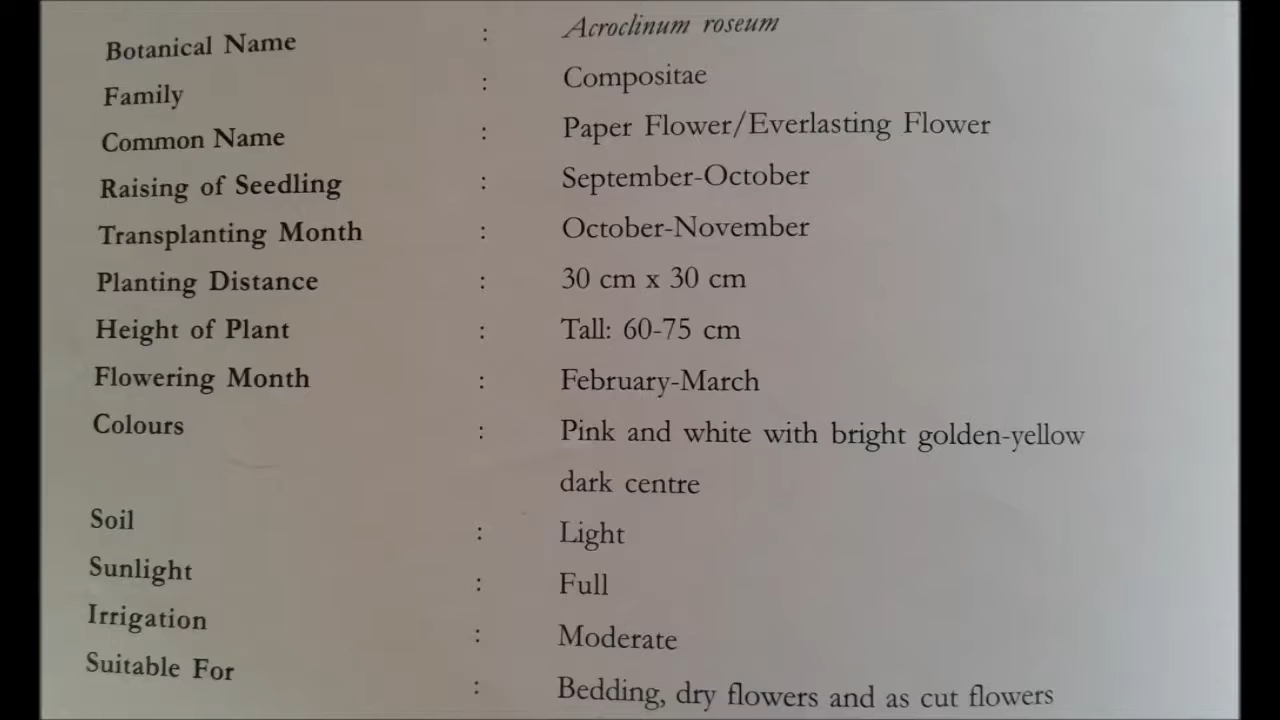 Botanical Name : Acroclinum roseum
Family : Compositae
Common Name : Paper Flower/Everlasting Flower
Raising of Seedling : September-October
Transplanting Month : October-November
Planting Distance : 30 cm x 30 cm
Height of Plant : Tall: 60-75 cm
Flowering Month : February-March
Colours : Pink and white with bright golden-yellow
dark centre
Soil : Light
Sunlight : Full
Irrigation : Moderate
Suitable For : Bedding, dry flowers and as cut flowers